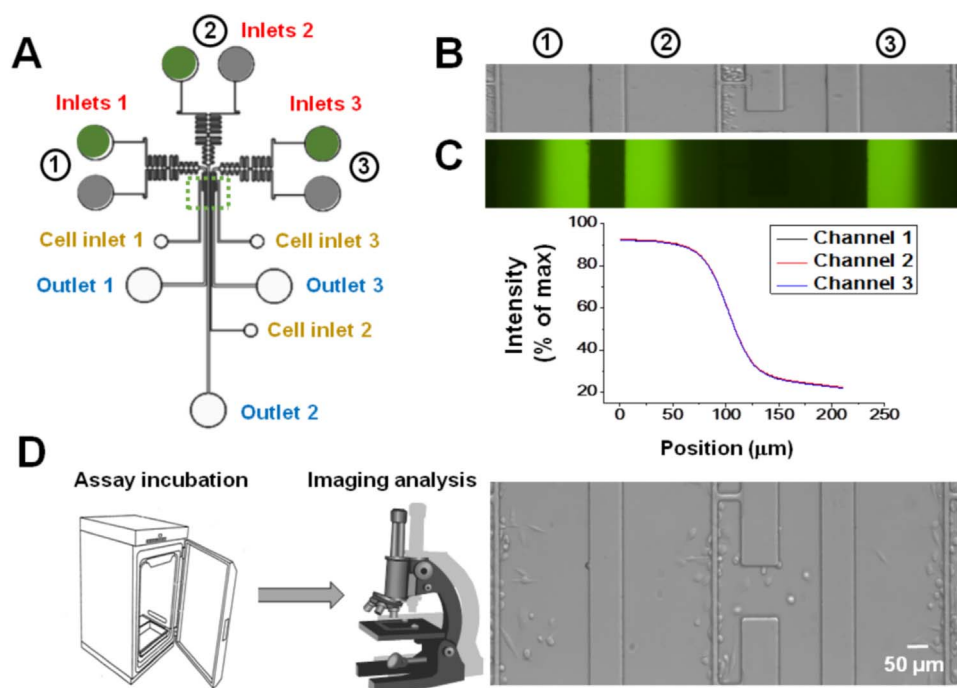 A
②
Inlets 2
Inlets 1
Inlets 3
①
③
Cell inlet 1
Cell inlet 3
Outlet 1
Outlet 3
Cell inlet 2
Outlet 2
B
①
②
③
C
100
80
60
40
20
Intensity
(% of max)
Channel 1
Channel 2
Channel 3
0
50
100
150
200
250
Position (μm)
D
Assay incubation
Imaging analysis
50 μm